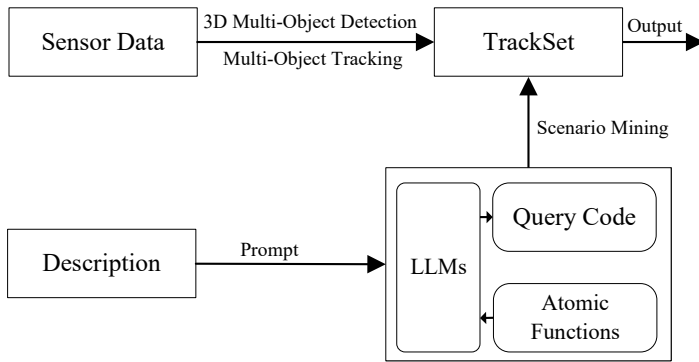 3D Multi-Object Detection
Sensor Data
Multi-Object Tracking
TrackSet
Output
Scenario Mining
Description
Prompt
LLMs
Query Code
Atomic
Functions